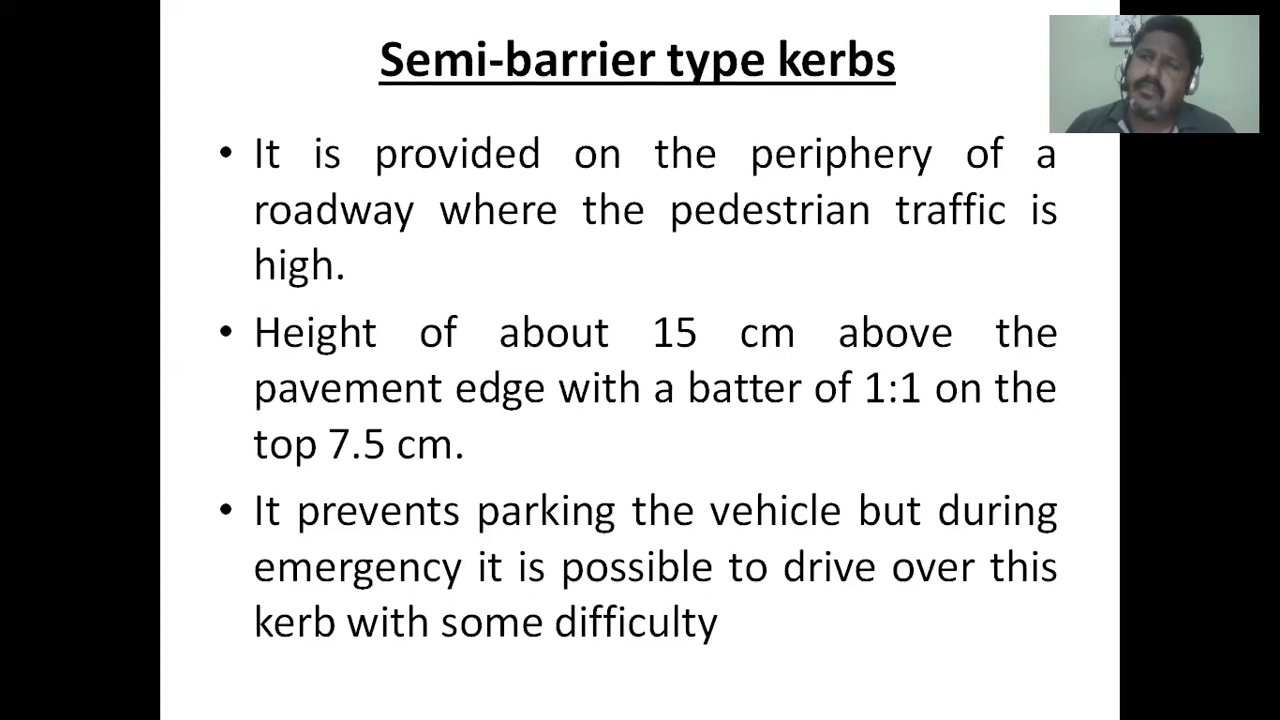 Semi-barrier type kerbs
• It is provided on the periphery of a
roadway where the pedestrian traffic is
high.
• Height of about 15 cm above the
pavement edge with a batter of 1:1 on the
top 7.5 cm.
• It prevents parking the vehicle but during
emergency it is possible to drive over this
kerb with some difficulty